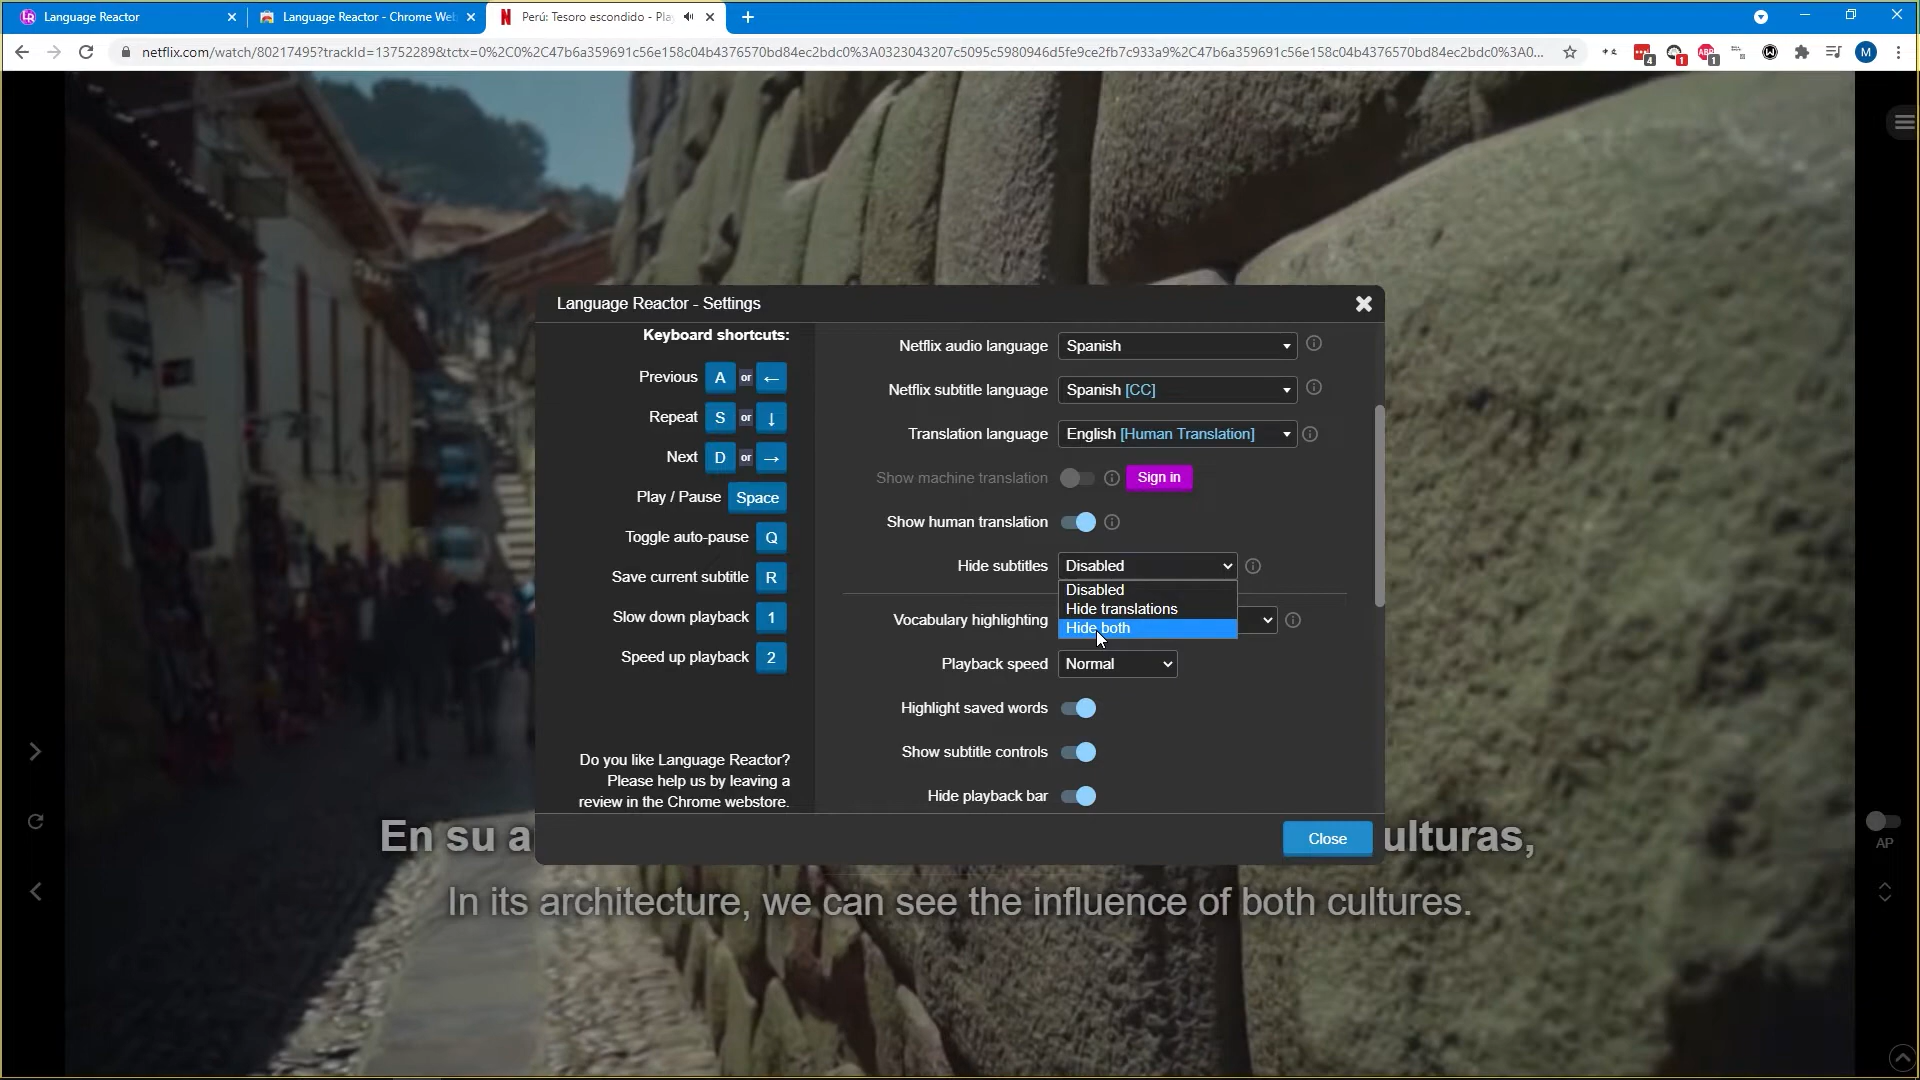 Language Reactor
Language Reactor - Chrome Web
Perú: Tesoro escondido - Pla
netflix.com/watch/80217495?trackId=13752289&tctx=0%2C0%2C47b6a359691c56e158c04b4376570bd84ec2bdc0%3A0323043207c5095c5980946d5fe9ce2fb7c933a9%2C47b6a359691c56e158c04b4376570bd84ec2bdc0%3A0...
4
1
ABP
1
M
Language Reactor - Settings
Keyboard shortcuts:
Previous A or ←
Repeat S or ↓
Next D or →
Play / Pause Space
Toggle auto-pause Q
Save current subtitle R
Slow down playback 1
Speed up playback 2
Do you like Language Reactor?
Please help us by leaving a
review in the Chrome webstore.
Netflix audio language Spanish
Netflix subtitle language Spanish [CC]
Translation language English [Human Translation]
Show machine translation Sign in
Show human translation
Hide subtitles Disabled
Disabled
Hide translations
Hide both
Vocabulary highlighting
Playback speed Normal
Highlight saved words
Show subtitle controls
Hide playback bar
Close
AP
En su a ulturas,
In its architecture, we can see the influence of both cultures.